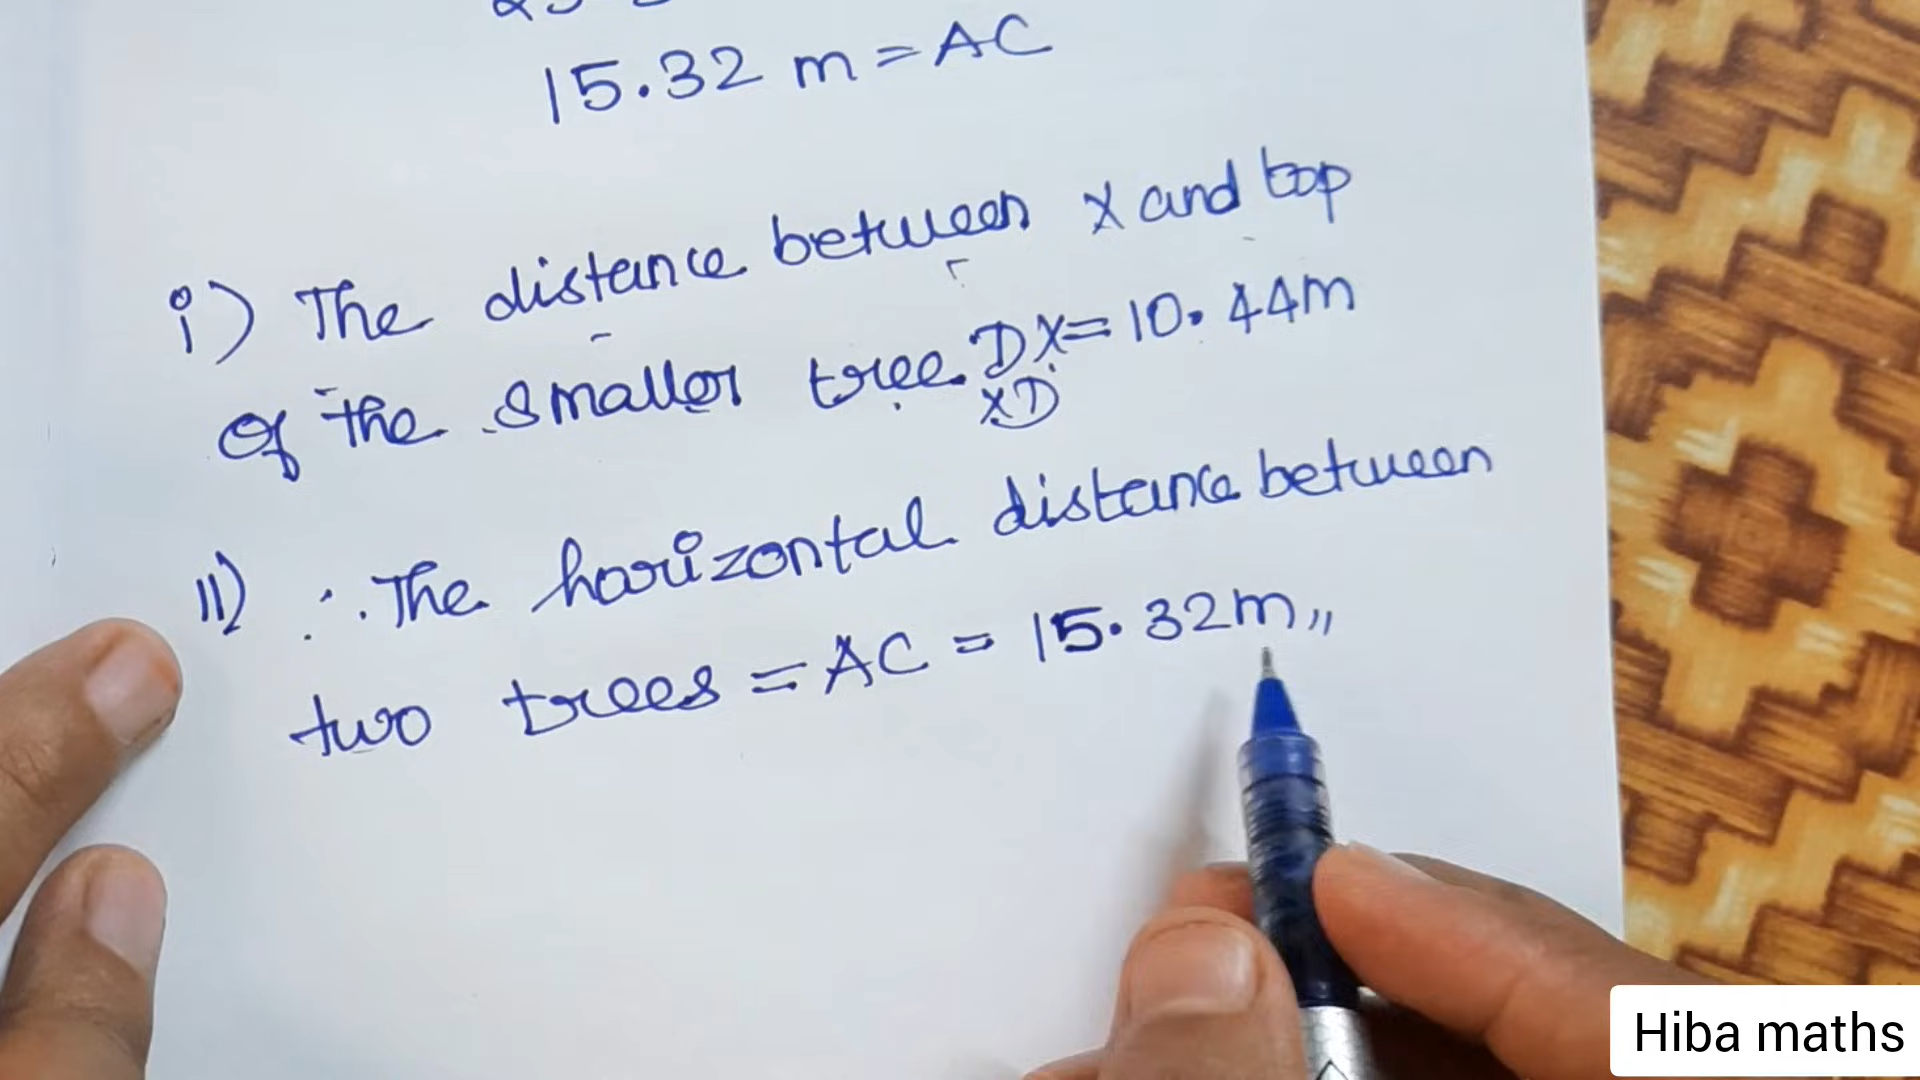 15.32 m = AC
i) The distance between X and top
of the smaller tree. DX = 10.44m
XD
II) ∴ The horizontal distance between
two trees = AC = 15.32m,,
Hiba maths